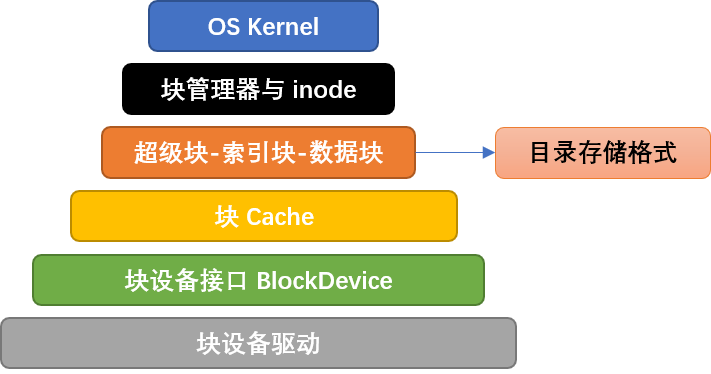 OS Kernel
块管理器与 inode
超级块-索引块-数据块
目录存储格式
块 Cache
块设备接口 BlockDevice
块设备驱动